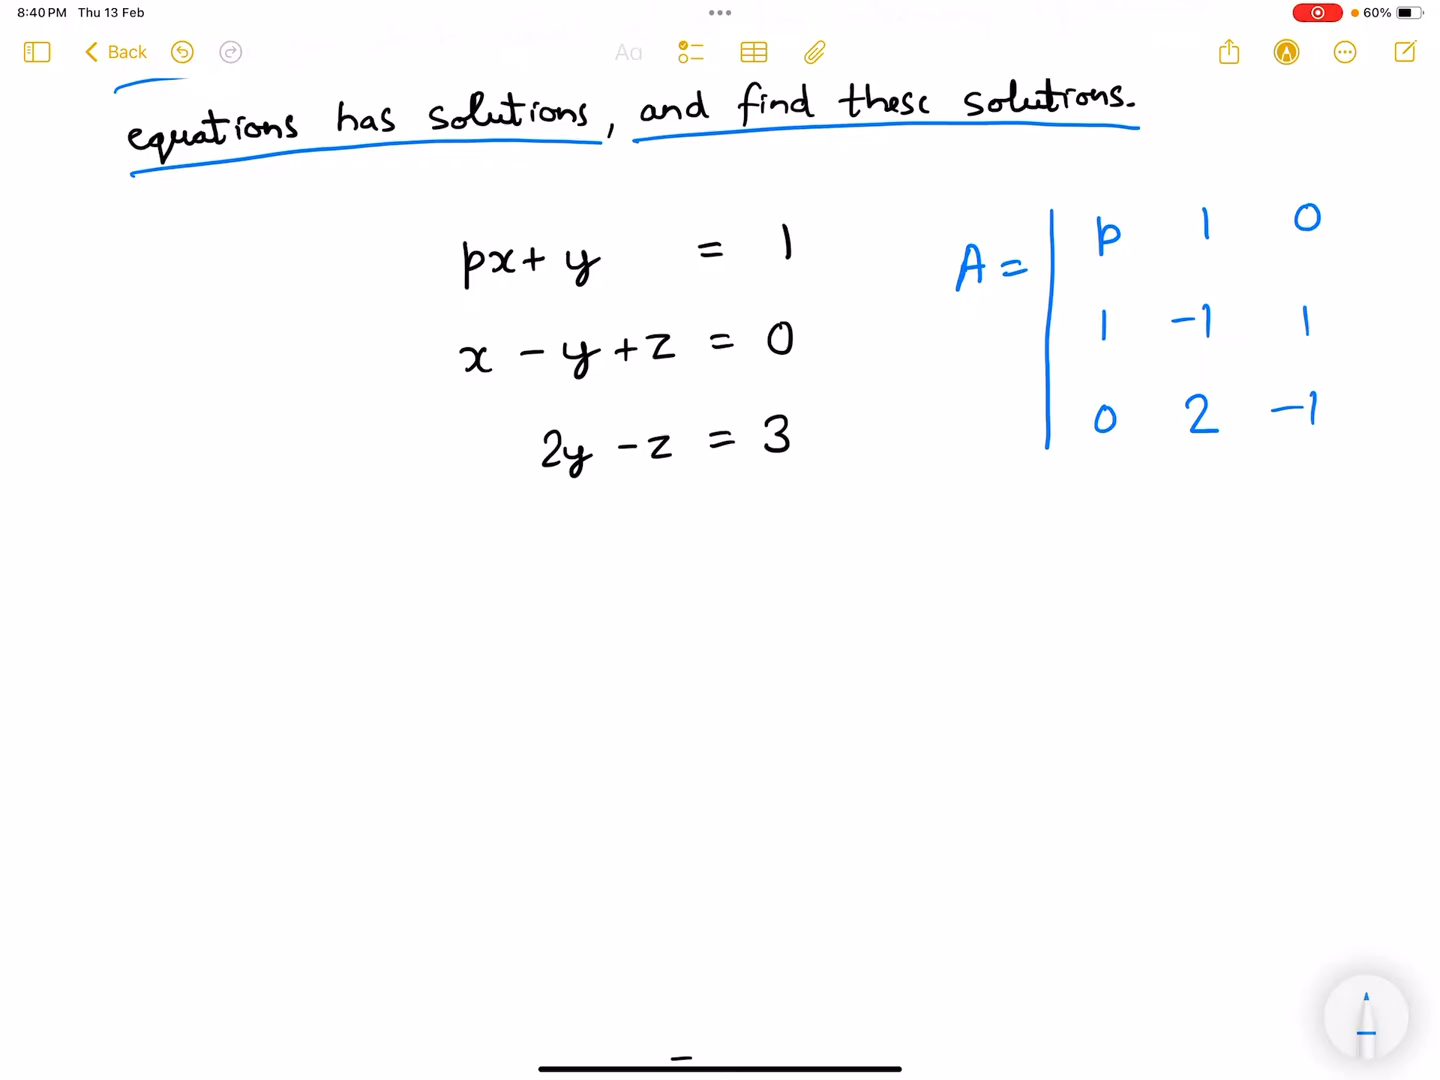 8:40 PM Thu 13 Feb
60%
Back
Aa
equations has solutions, and find these solutions.
px + y = 1
x - y + z = 0
2y - z = 3
A = | p 1 0
1 -1 1
0 2 -1